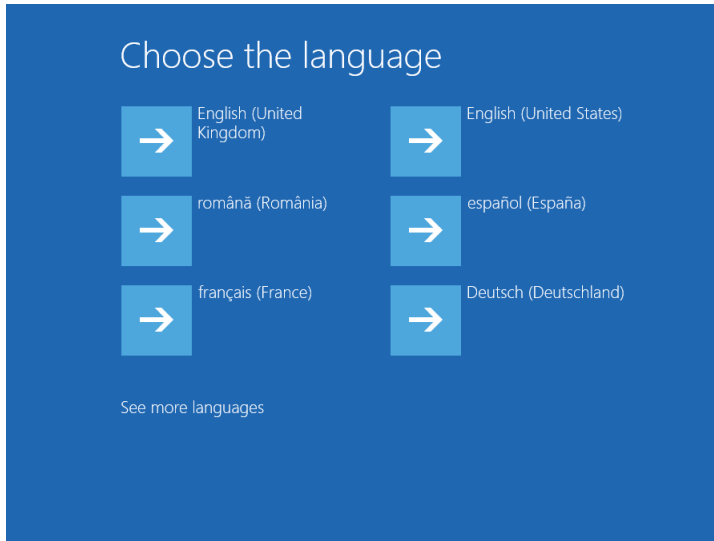 Choose the language
English (United
Kingdom)
English (United States)
română (România)
español (España)
français (France)
Deutsch (Deutschland)
See more languages